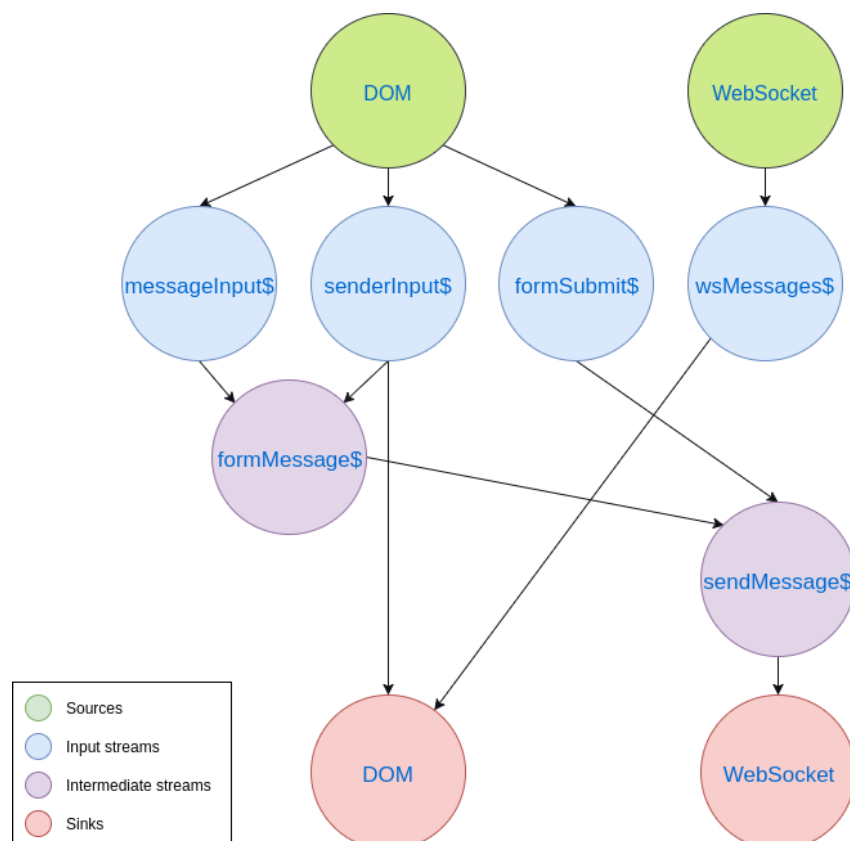 DOM
WebSocket
messageInput$
senderInput$
formSubmit$
wsMessages$
formMessage$
sendMessage$
Sources
Input streams
Intermediate streams
Sinks
DOM
WebSocket